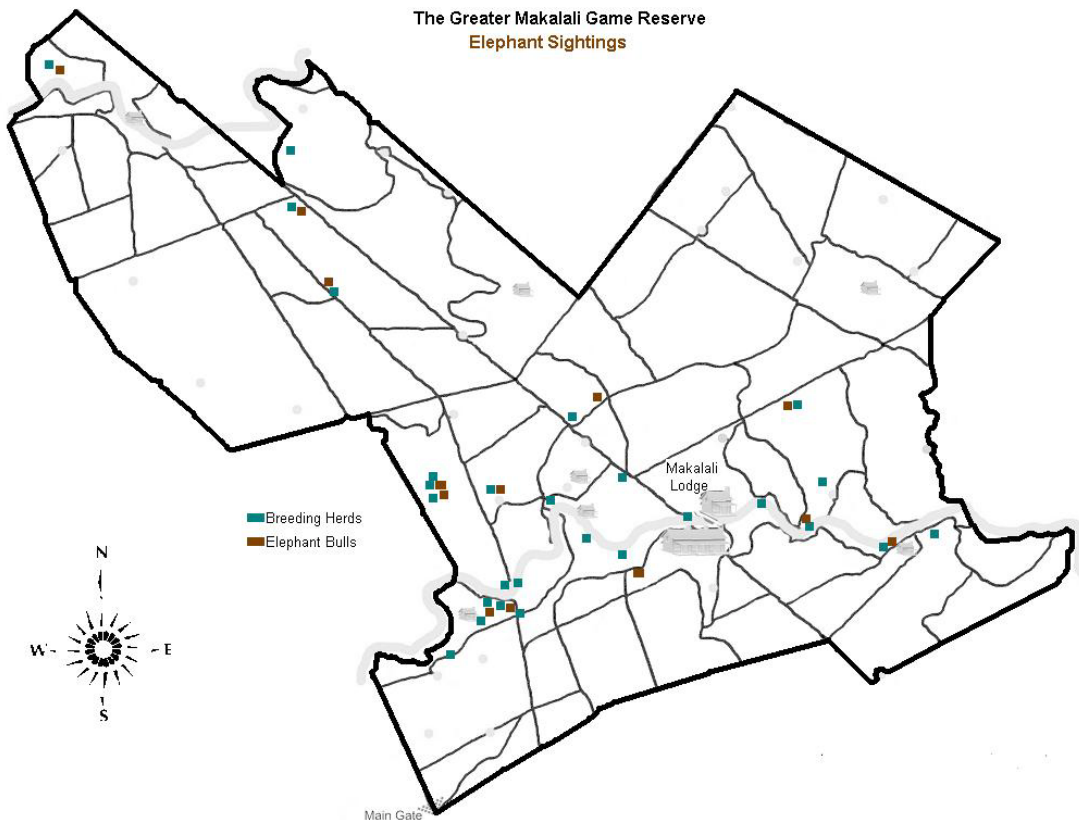 The Greater Makalali Game Reserve
Elephant Sightings
Makalali
Lodge
Breeding Herds
Elephant Bulls
N
W
E
S
Main Gate